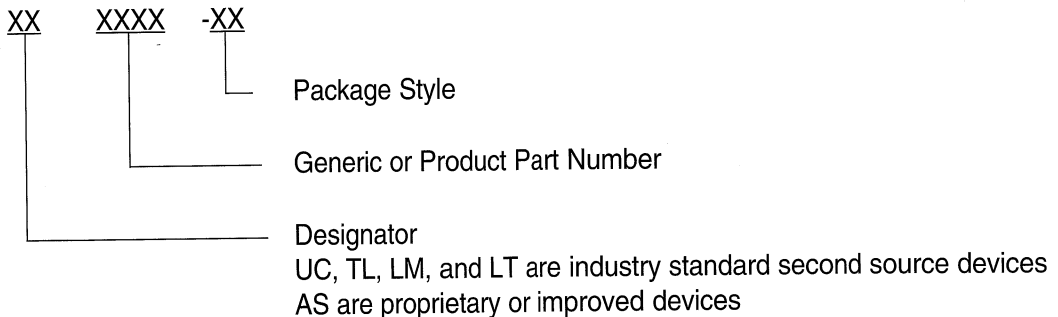 XX XXXX -XX
Package Style
Generic or Product Part Number
Designator
UC, TL, LM, and LT are industry standard second source devices
AS are proprietary or improved devices